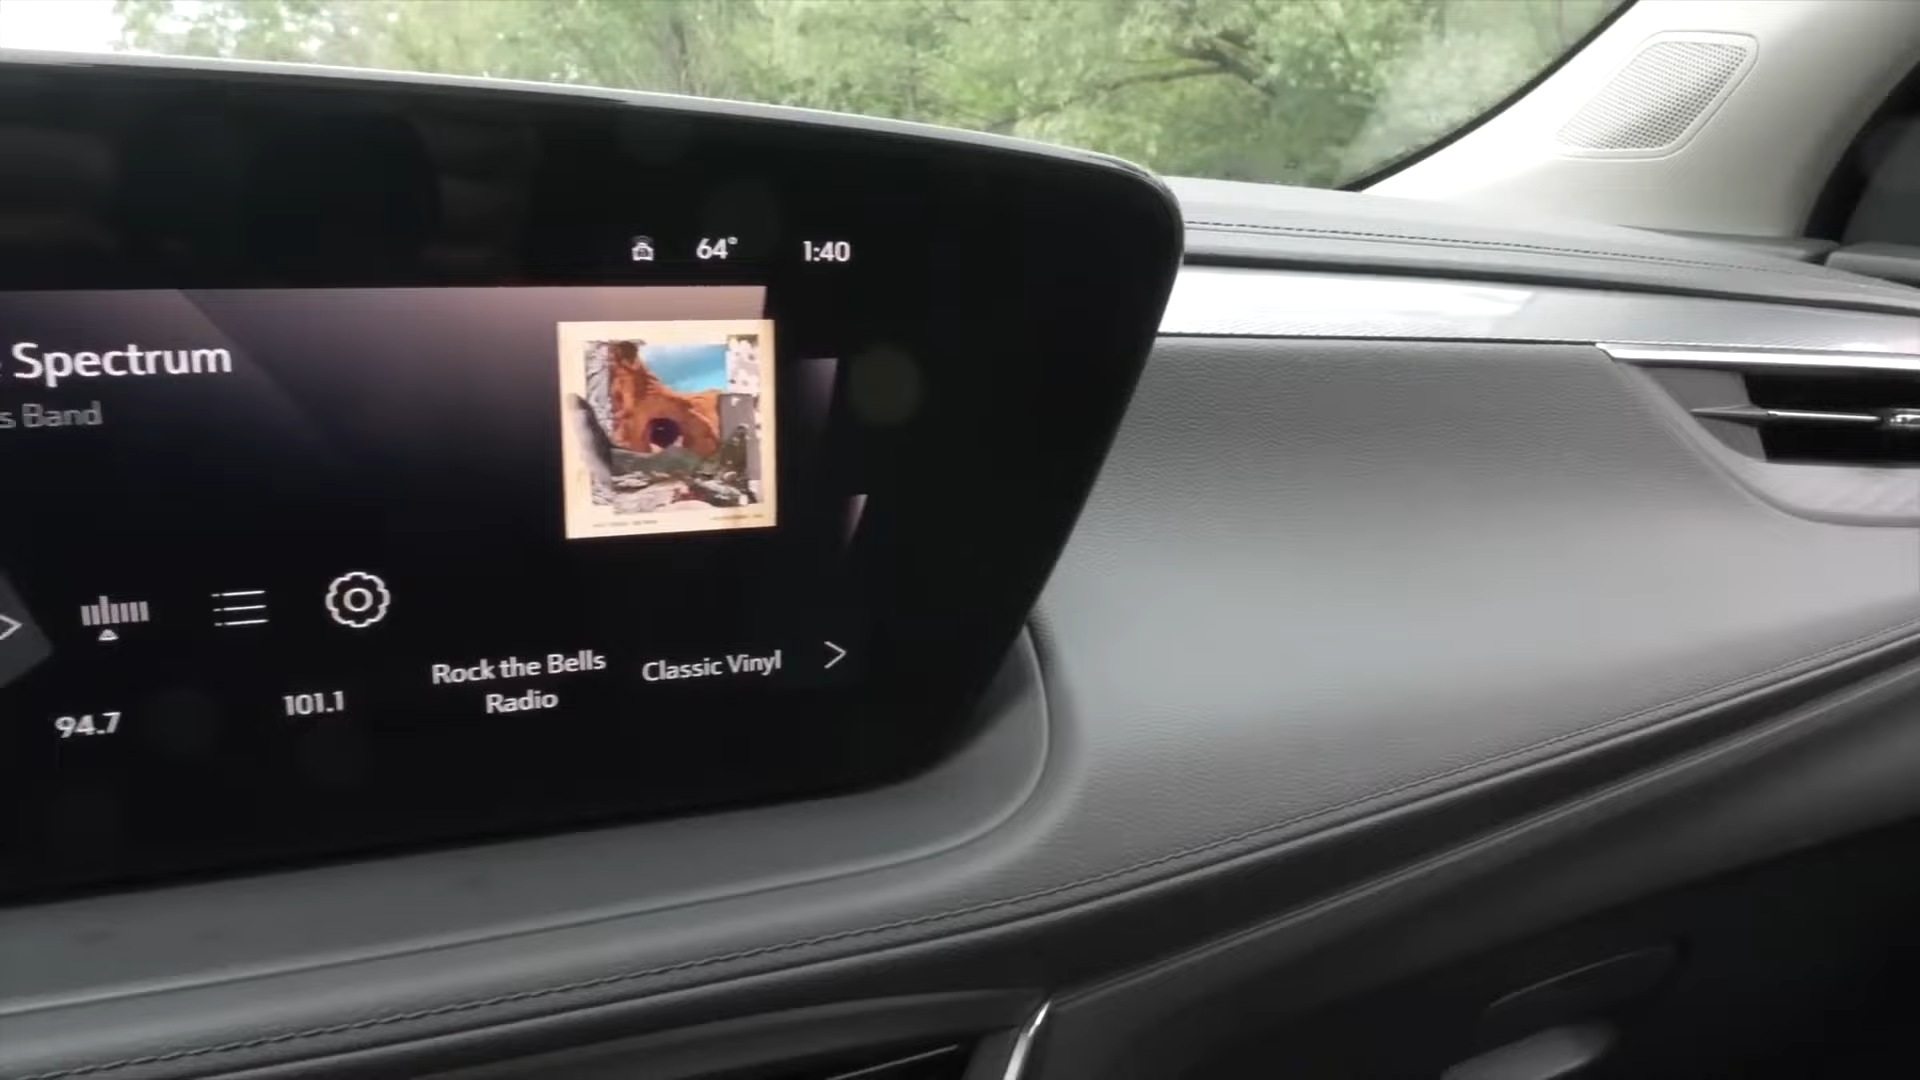 64° 1:40
Spectrum
s Band
94.7
101.1
Rock the Bells
Radio
Classic Vinyl